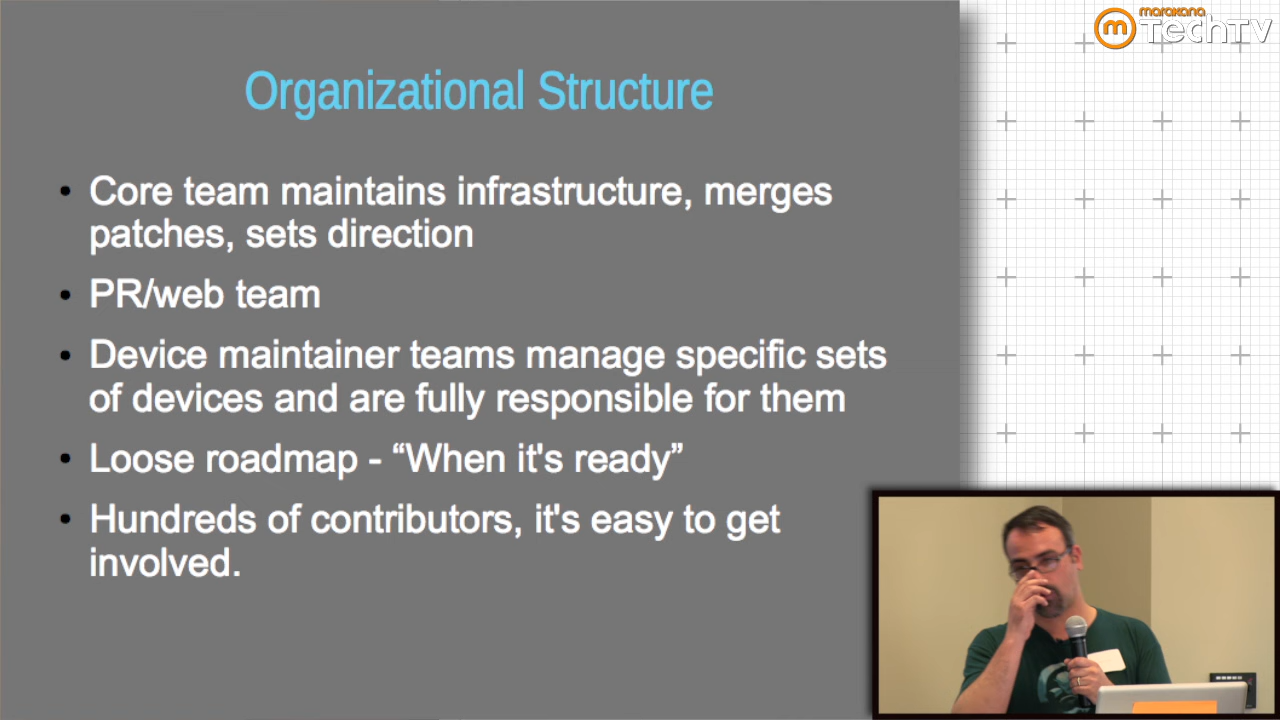 marakana
m TechTV
Organizational Structure
• Core team maintains infrastructure, merges
patches, sets direction
• PR/web team
• Device maintainer teams manage specific sets
of devices and are fully responsible for them
• Loose roadmap - “When it's ready”
• Hundreds of contributors, it's easy to get
involved.